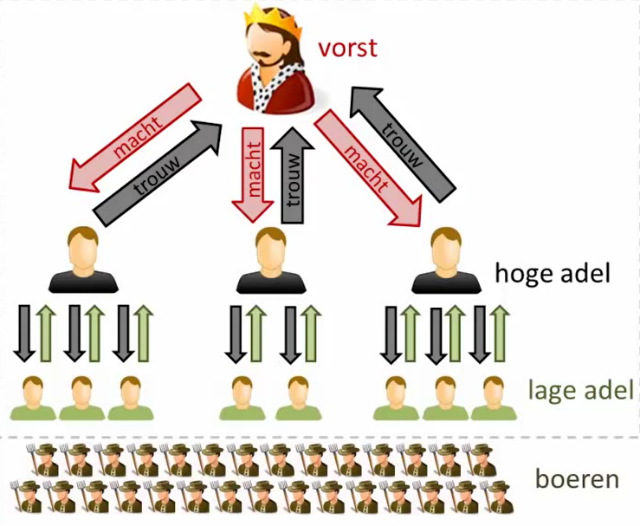 vorst
macht
trouw
macht
trouw
macht
trouw
hoge adel
lage adel
boeren